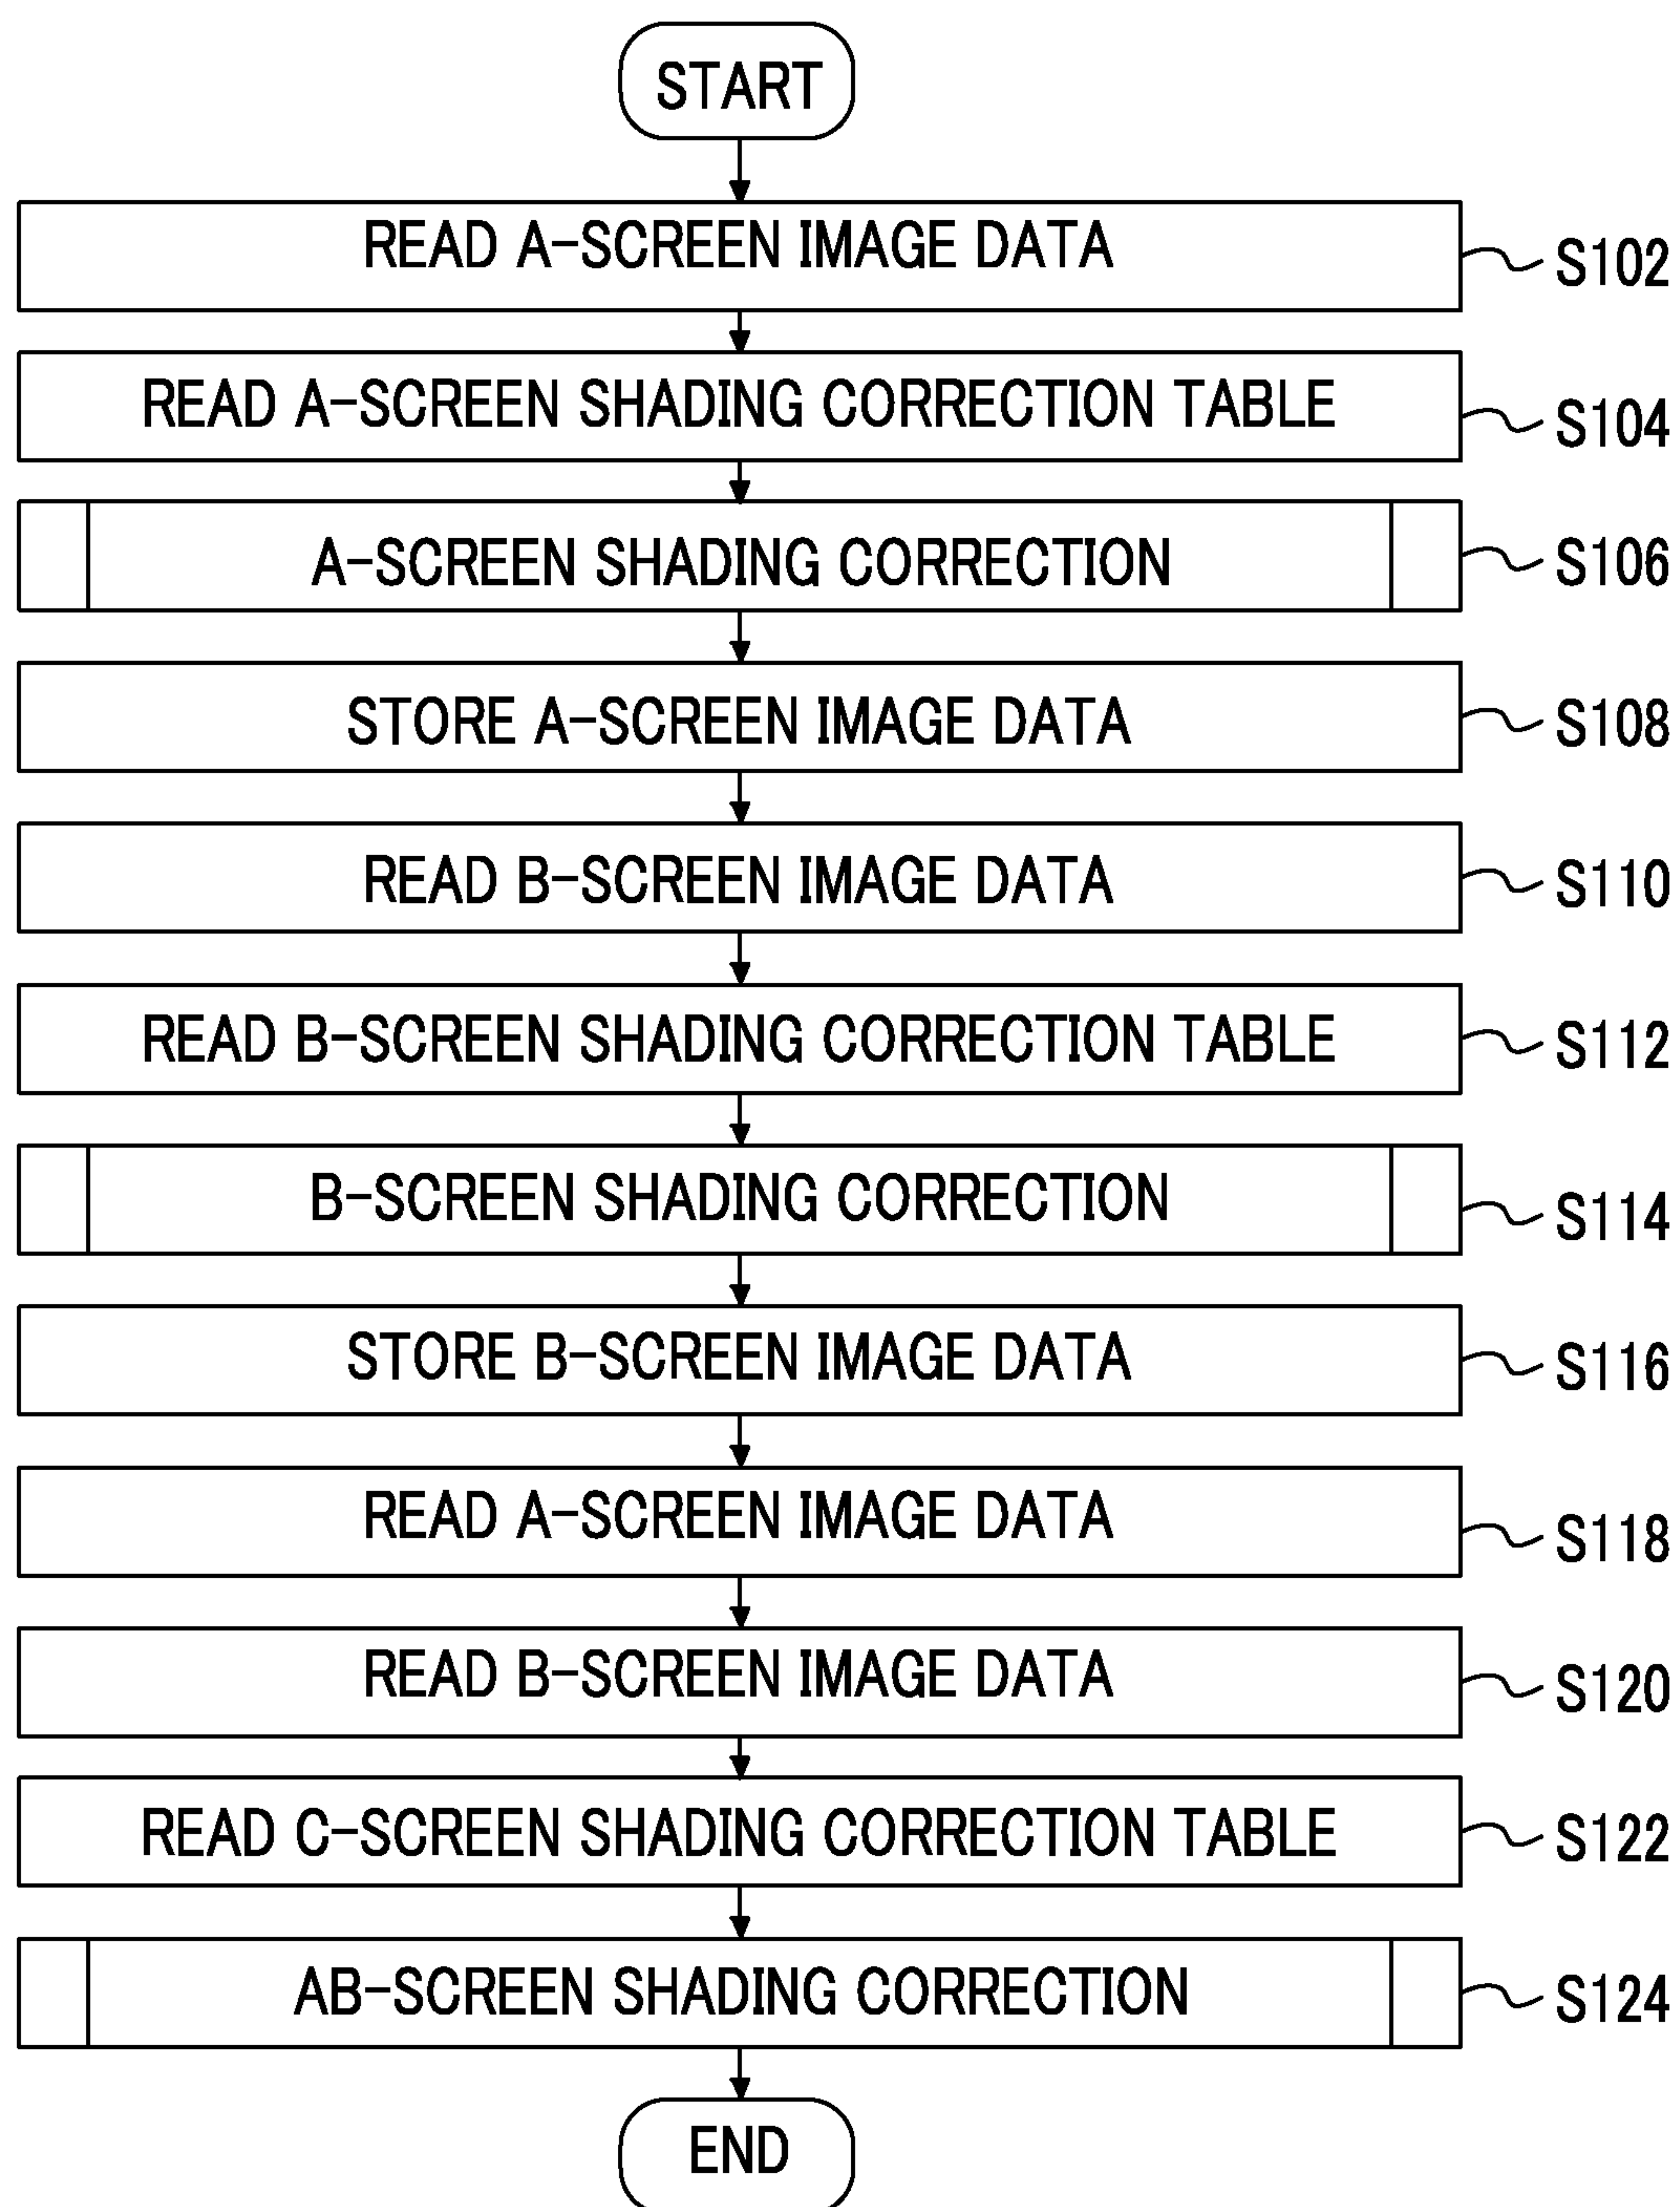 START
READ A-SCREEN IMAGE DATA
S102
READ A-SCREEN SHADING CORRECTION TABLE
S104
A-SCREEN SHADING CORRECTION
S106
STORE A-SCREEN IMAGE DATA
S108
READ B-SCREEN IMAGE DATA
S110
READ B-SCREEN SHADING CORRECTION TABLE
S112
B-SCREEN SHADING CORRECTION
S114
STORE B-SCREEN IMAGE DATA
S116
READ A-SCREEN IMAGE DATA
S118
READ B-SCREEN IMAGE DATA
S120
READ C-SCREEN SHADING CORRECTION TABLE
S122
AB-SCREEN SHADING CORRECTION
S124
END